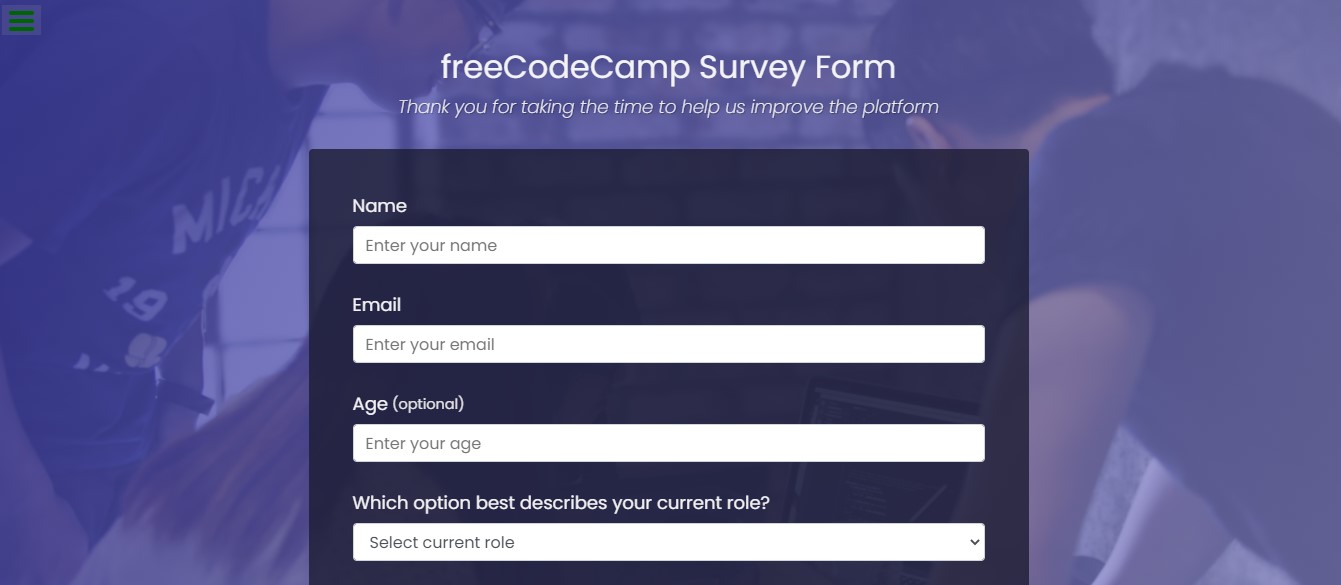 freeCodeCamp Survey Form
Thank you for taking the time to help us improve the platform
MICH
19
Name
Enter your name
Email
Enter your email
Age (optional)
Enter your age
Which option best describes your current role?
Select current role